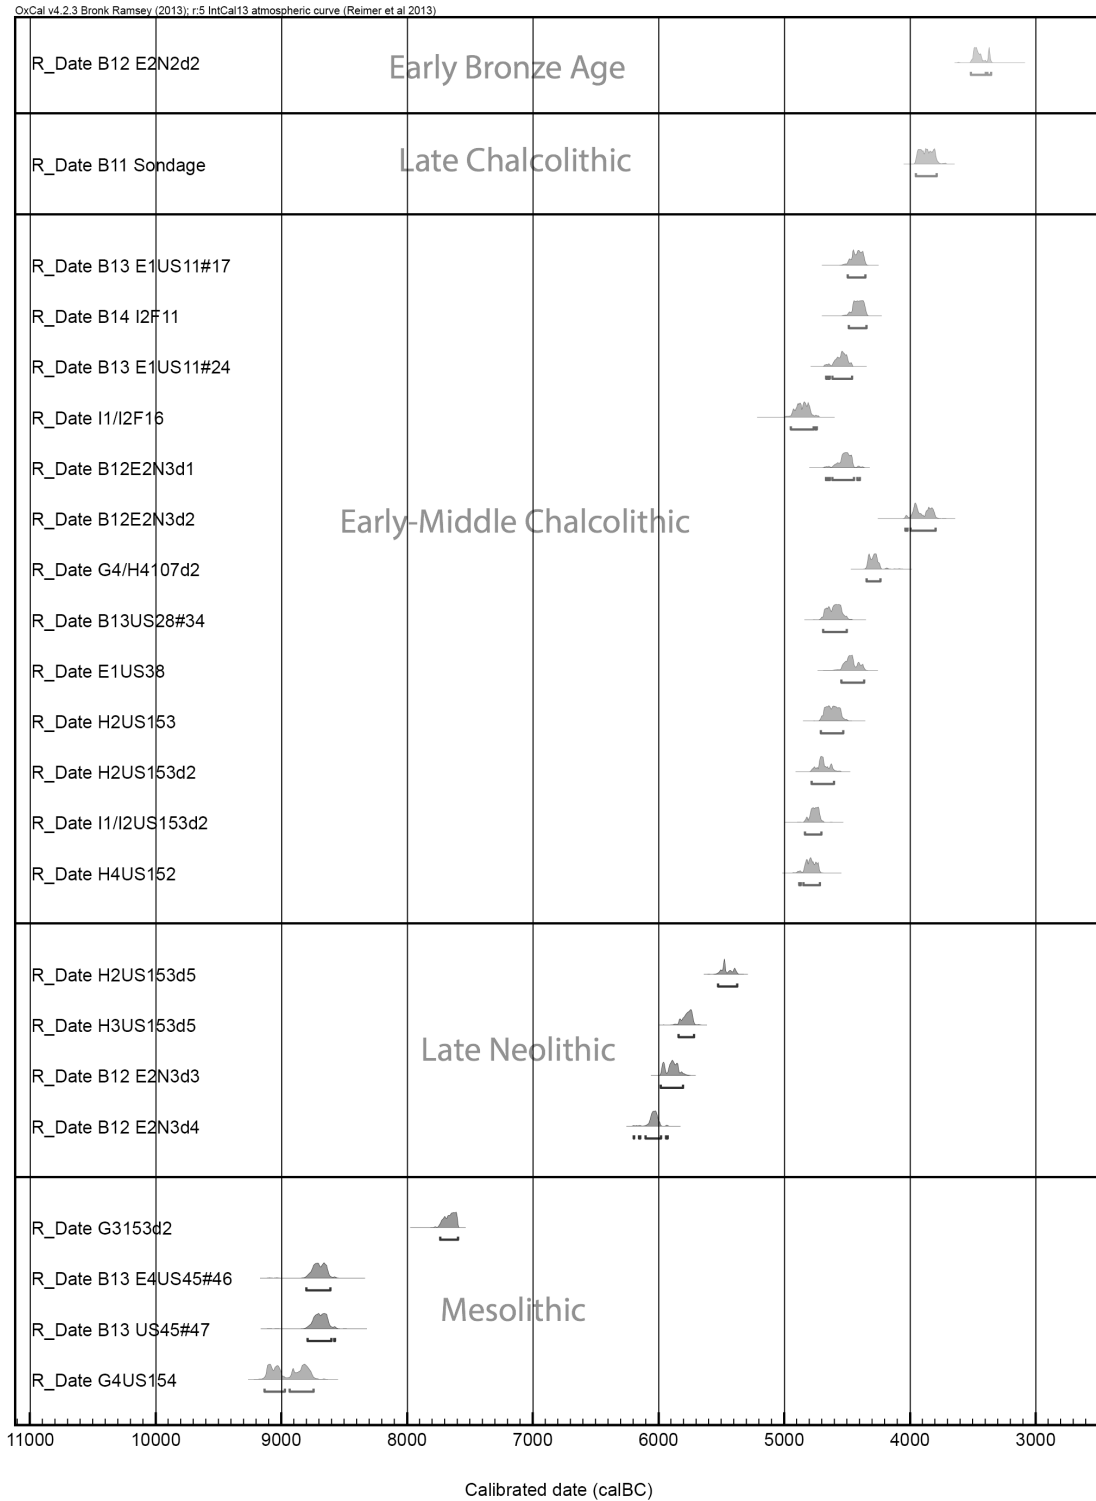 OxCal v4.2.3 Bronk Ramsey (2013); r:5 IntCal13 atmospheric curve (Reimer et al 2013)
R_Date B12 E2N2d2
Early Bronze Age
R_Date B11 Sondage
Late Chalcolithic
R_Date B13 E1US11#17
R_Date B14 I2F11
R_Date B13 E1US11#24
R_Date I1/I2F16
R_Date B12E2N3d1
R_Date B12E2N3d2
Early-Middle Chalcolithic
R_Date G4/H4107d2
R_Date B13US28#34
R_Date E1US38
R_Date H2US153
R_Date H2US153d2
R_Date I1/I2US153d2
R_Date H4US152
R_Date H2US153d5
R_Date H3US153d5
Late Neolithic
R_Date B12 E2N3d3
R_Date B12 E2N3d4
R_Date G3153d2
R_Date B13 E4US45#46
Mesolithic
R_Date B13 US45#47
R_Date G4US154
11000 10000 9000 8000 7000 6000 5000 4000 3000
Calibrated date (calBC)